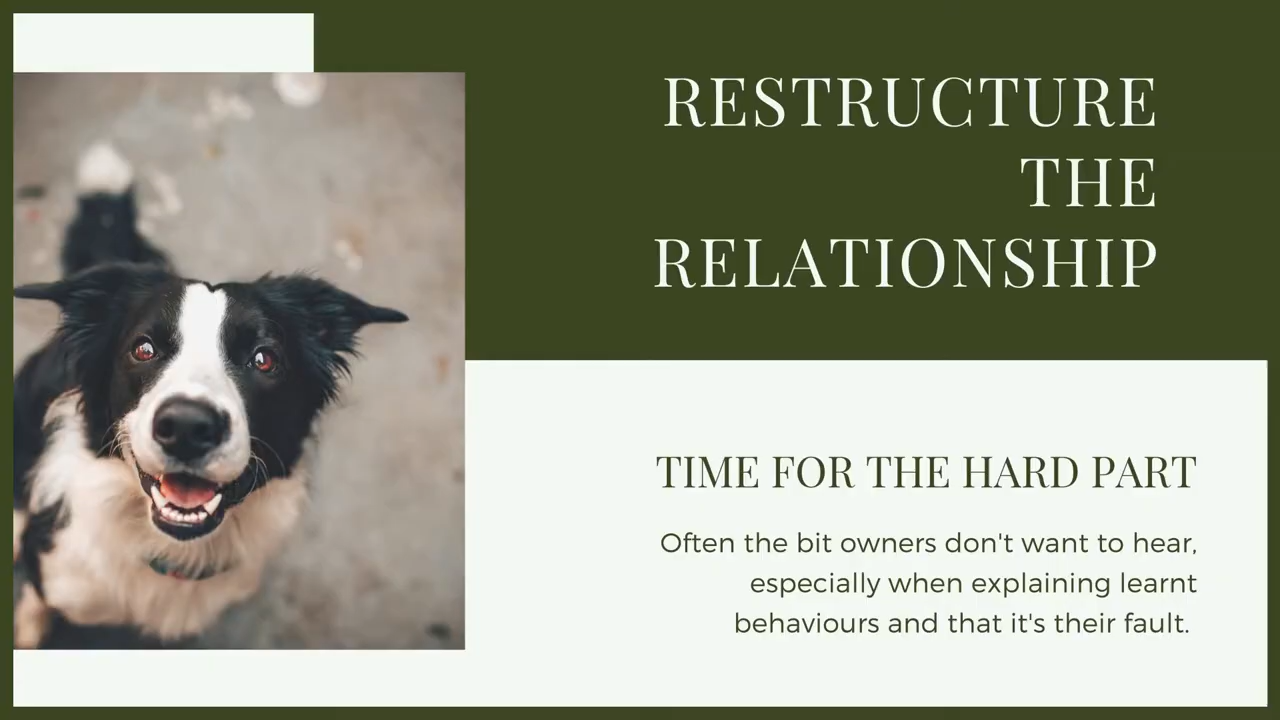 RESTRUCTURE
THE
RELATIONSHIP
TIME FOR THE HARD PART
Often the bit owners don't want to hear,
especially when explaining learnt
behaviours and that it's their fault.